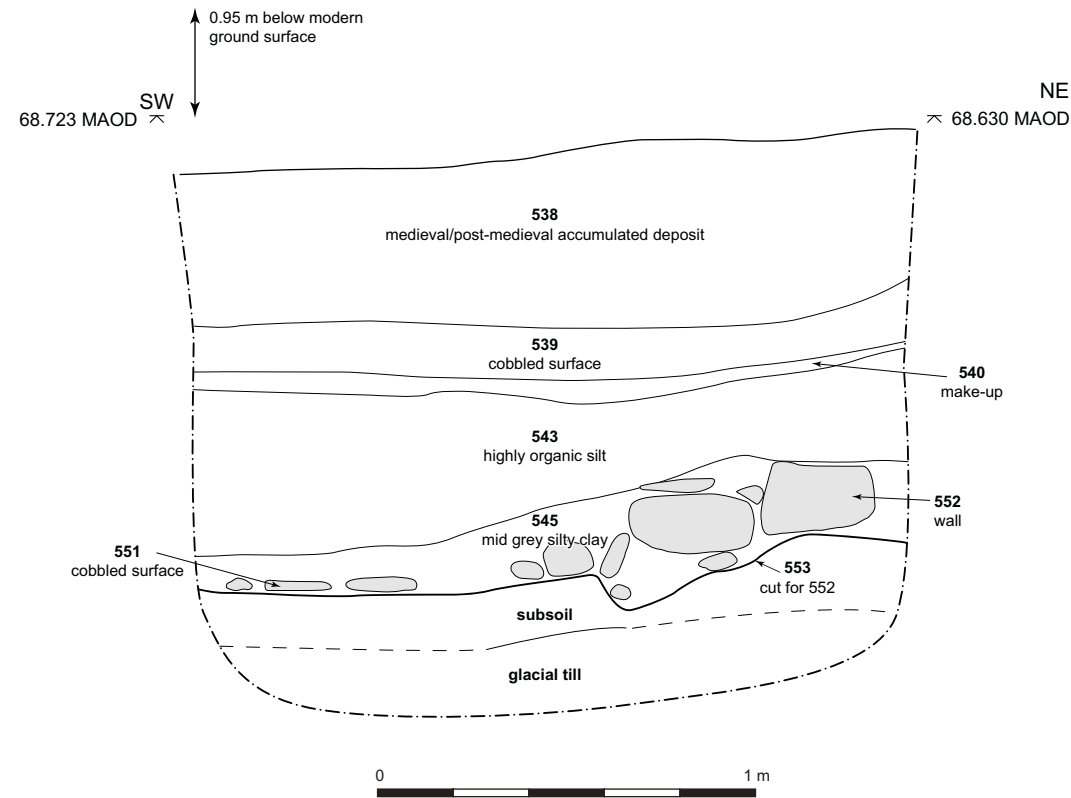 0.95 m below modern
ground surface
SW
68.723 MAOD
NE
68.630 MAOD
538
medieval/post-medieval accumulated deposit
539
cobbled surface
540
make-up
543
highly organic silt
552
wall
545
mid grey silty clay
551
cobbled surface
553
cut for 552
subsoil
glacial till
0
1 m